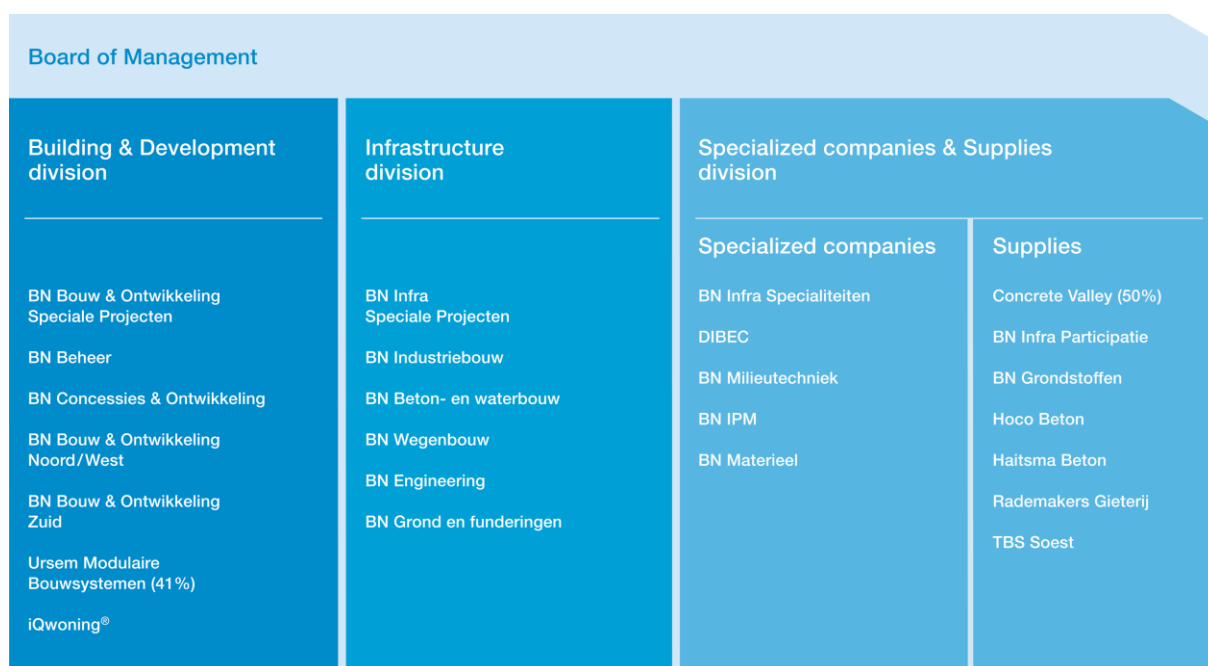 Board of Management
Building & Development
division
BN Bouw & Ontwikkeling
Speciale Projecten
BN Beheer
BN Concessies & Ontwikkeling
BN Bouw & Ontwikkeling
Noord/West
BN Bouw & Ontwikkeling
Zuid
Ursem Modulaire
Bouwsystemen (41%)
iQwoning®
Infrastructure
division
BN Infra
Speciale Projecten
BN Industriebouw
BN Beton- en waterbouw
BN Wegenbouw
BN Engineering
BN Grond en funderingen
Specialized companies & Supplies
division
Specialized companies
BN Infra Specialiteiten
DIBEC
BN Milieutechniek
BN IPM
BN Materieel
Supplies
Concrete Valley (50%)
BN Infra Participatie
BN Grondstoffen
Hoco Beton
Haitsma Beton
Rademakers Gieterij
TBS Soest